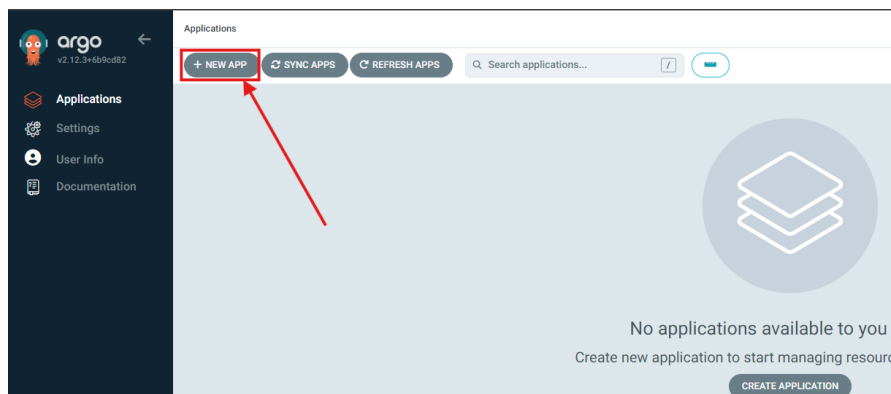 argo
v2.12.3+6b9cd82
Applications
Settings
User Info
Documentation
Applications
+ NEW APP SYNC APPS REFRESH APPS Search applications... /
No applications available to you
Create new application to start managing
CREATE APPLICATION